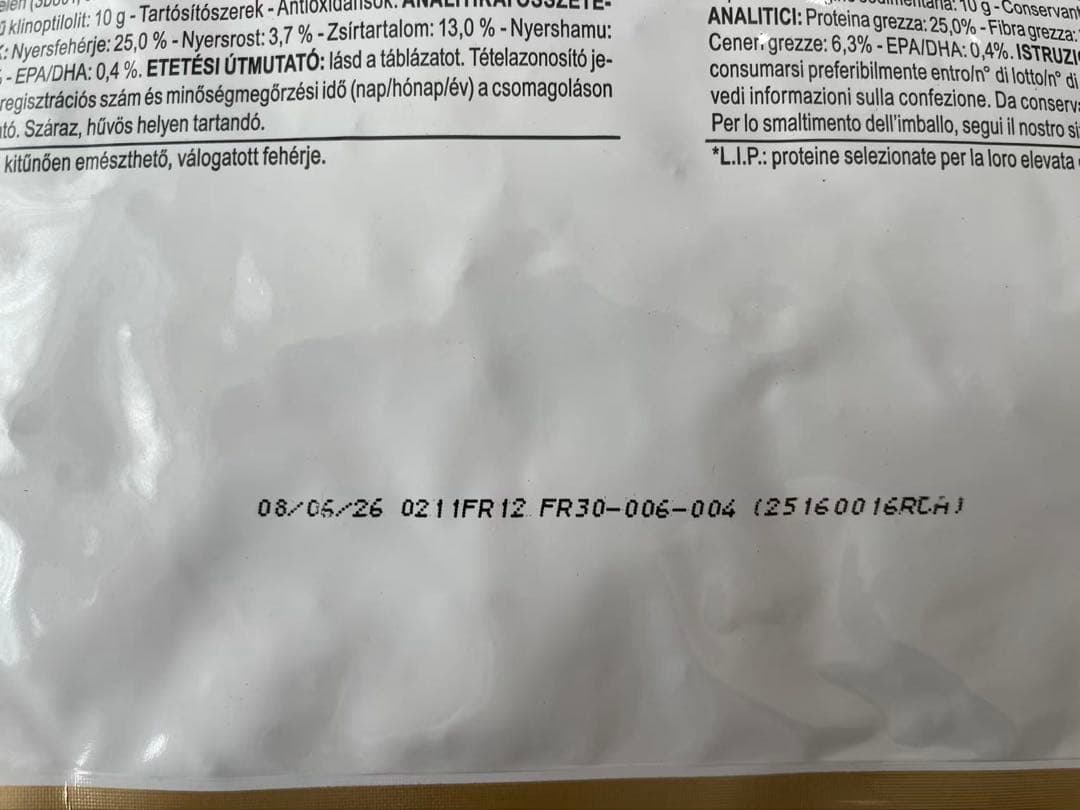 klinoptilolit: 10 g - Tartósítószerek - Antioxidánsok.
Nyersfehérje: 25,0 % - Nyersrost: 3,7 % - Zsírtartalom: 13,0 % - Nyershamu:
- EPA/DHA: 0,4 %. ETETÉSI ÚTMUTATÓ: lásd a táblázatot. Tételazonosító je-
regisztrációs szám és minőségmegőrzési idő (nap/hónap/év) a csomagoláson
Száraz, hűvös helyen tartandó.
kitűnően emészthető, válogatott fehérje.
10 g - Conservant
ANALITICI: Proteina grezza: 25,0% - Fibra grezza:
Ceneri grezze: 6,3% - EPA/DHA: 0,4%. ISTRUZI
consumarsi preferibilmente entro/n° di lotto/n° di
vedi informazioni sulla confezione. Da conserva
Per lo smaltimento dell'imballo, segui il nostro si
*L.I.P.: proteine selezionate per la loro elevata
08/06/26 0211FR12 FR30-006-004 (25160016RCA)